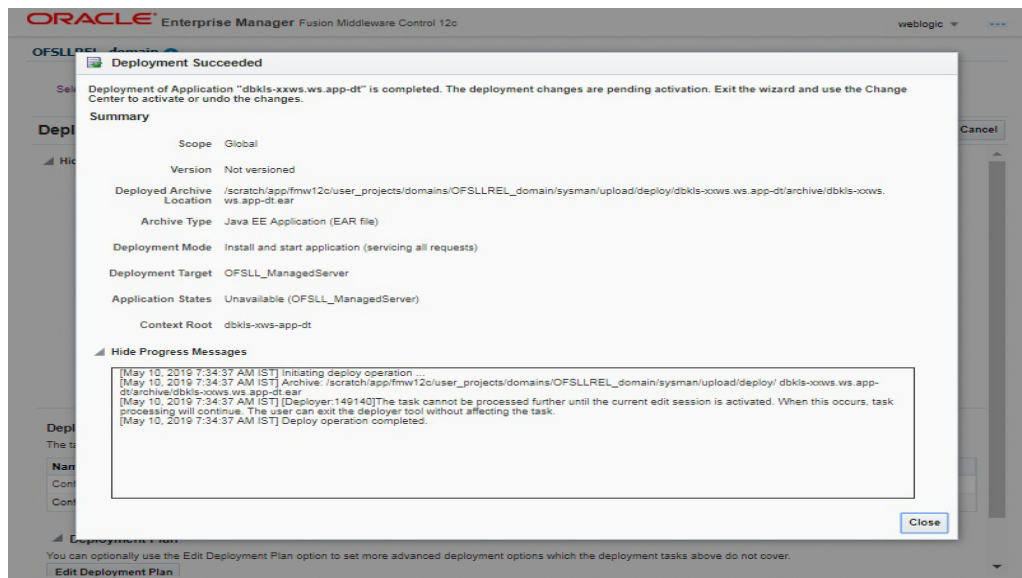 ORACLE Enterprise Manager Fusion Middleware Control 12c
weblogic
Deployment Succeeded
Deployment of Application "dbkls-xxws.ws.app-dt" is completed. The deployment changes are pending activation. Exit the wizard and use the Change
Center to activate or undo the changes.
Summary
Scope Global
Version Not versioned
Deployed Archive Location /scratch/app/fmw12c/user_projects/domains/OFSLLREL_domain/sysman/upload/deploy/dbkls-xxws.ws.app-dt/archive/dbkls-xxws.
ws.app-dt.ear
Archive Type Java EE Application (EAR file)
Deployment Mode Install and start application (servicing all requests)
Deployment Target OFSLL_ManagedServer
Application States Unavailable (OFSLL_ManagedServer)
Context Root dbkls-xws-app-dt
Hide Progress Messages
[May 10, 2019 7:34:37 AM IST] Initiating deploy operation ...
[May 10, 2019 7:34:37 AM IST] Archive: /scratch/app/fmw12c/user_projects/domains/OFSLLREL_domain/sysman/upload/deploy/ dbkls-xxws.ws.app-
dt/archive/dbkls-xxws.ws.app-dt.ear
[May 10, 2019 7:34:37 AM IST] [Deployer:149140]The task cannot be processed further until the current edit session is activated. When this occurs, task
processing will continue. The user can exit the deployer tool without affecting the task.
[May 10, 2019 7:34:37 AM IST] Deploy operation completed.
Close
Cancel
You can optionally use the Edit Deployment Plan option to set more advanced deployment options which the deployment tasks above do not cover.
Edit Deployment Plan